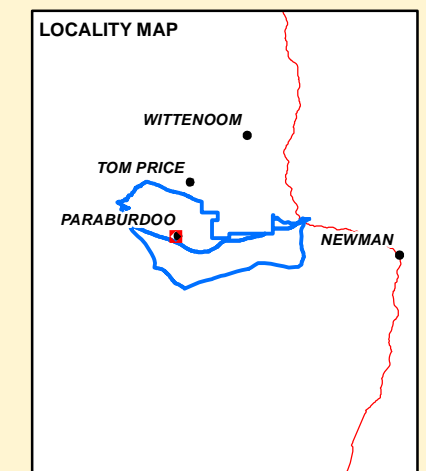 LOCALITY MAP
WITTENOOM
TOM PRICE
PARABURDOO
NEWMAN